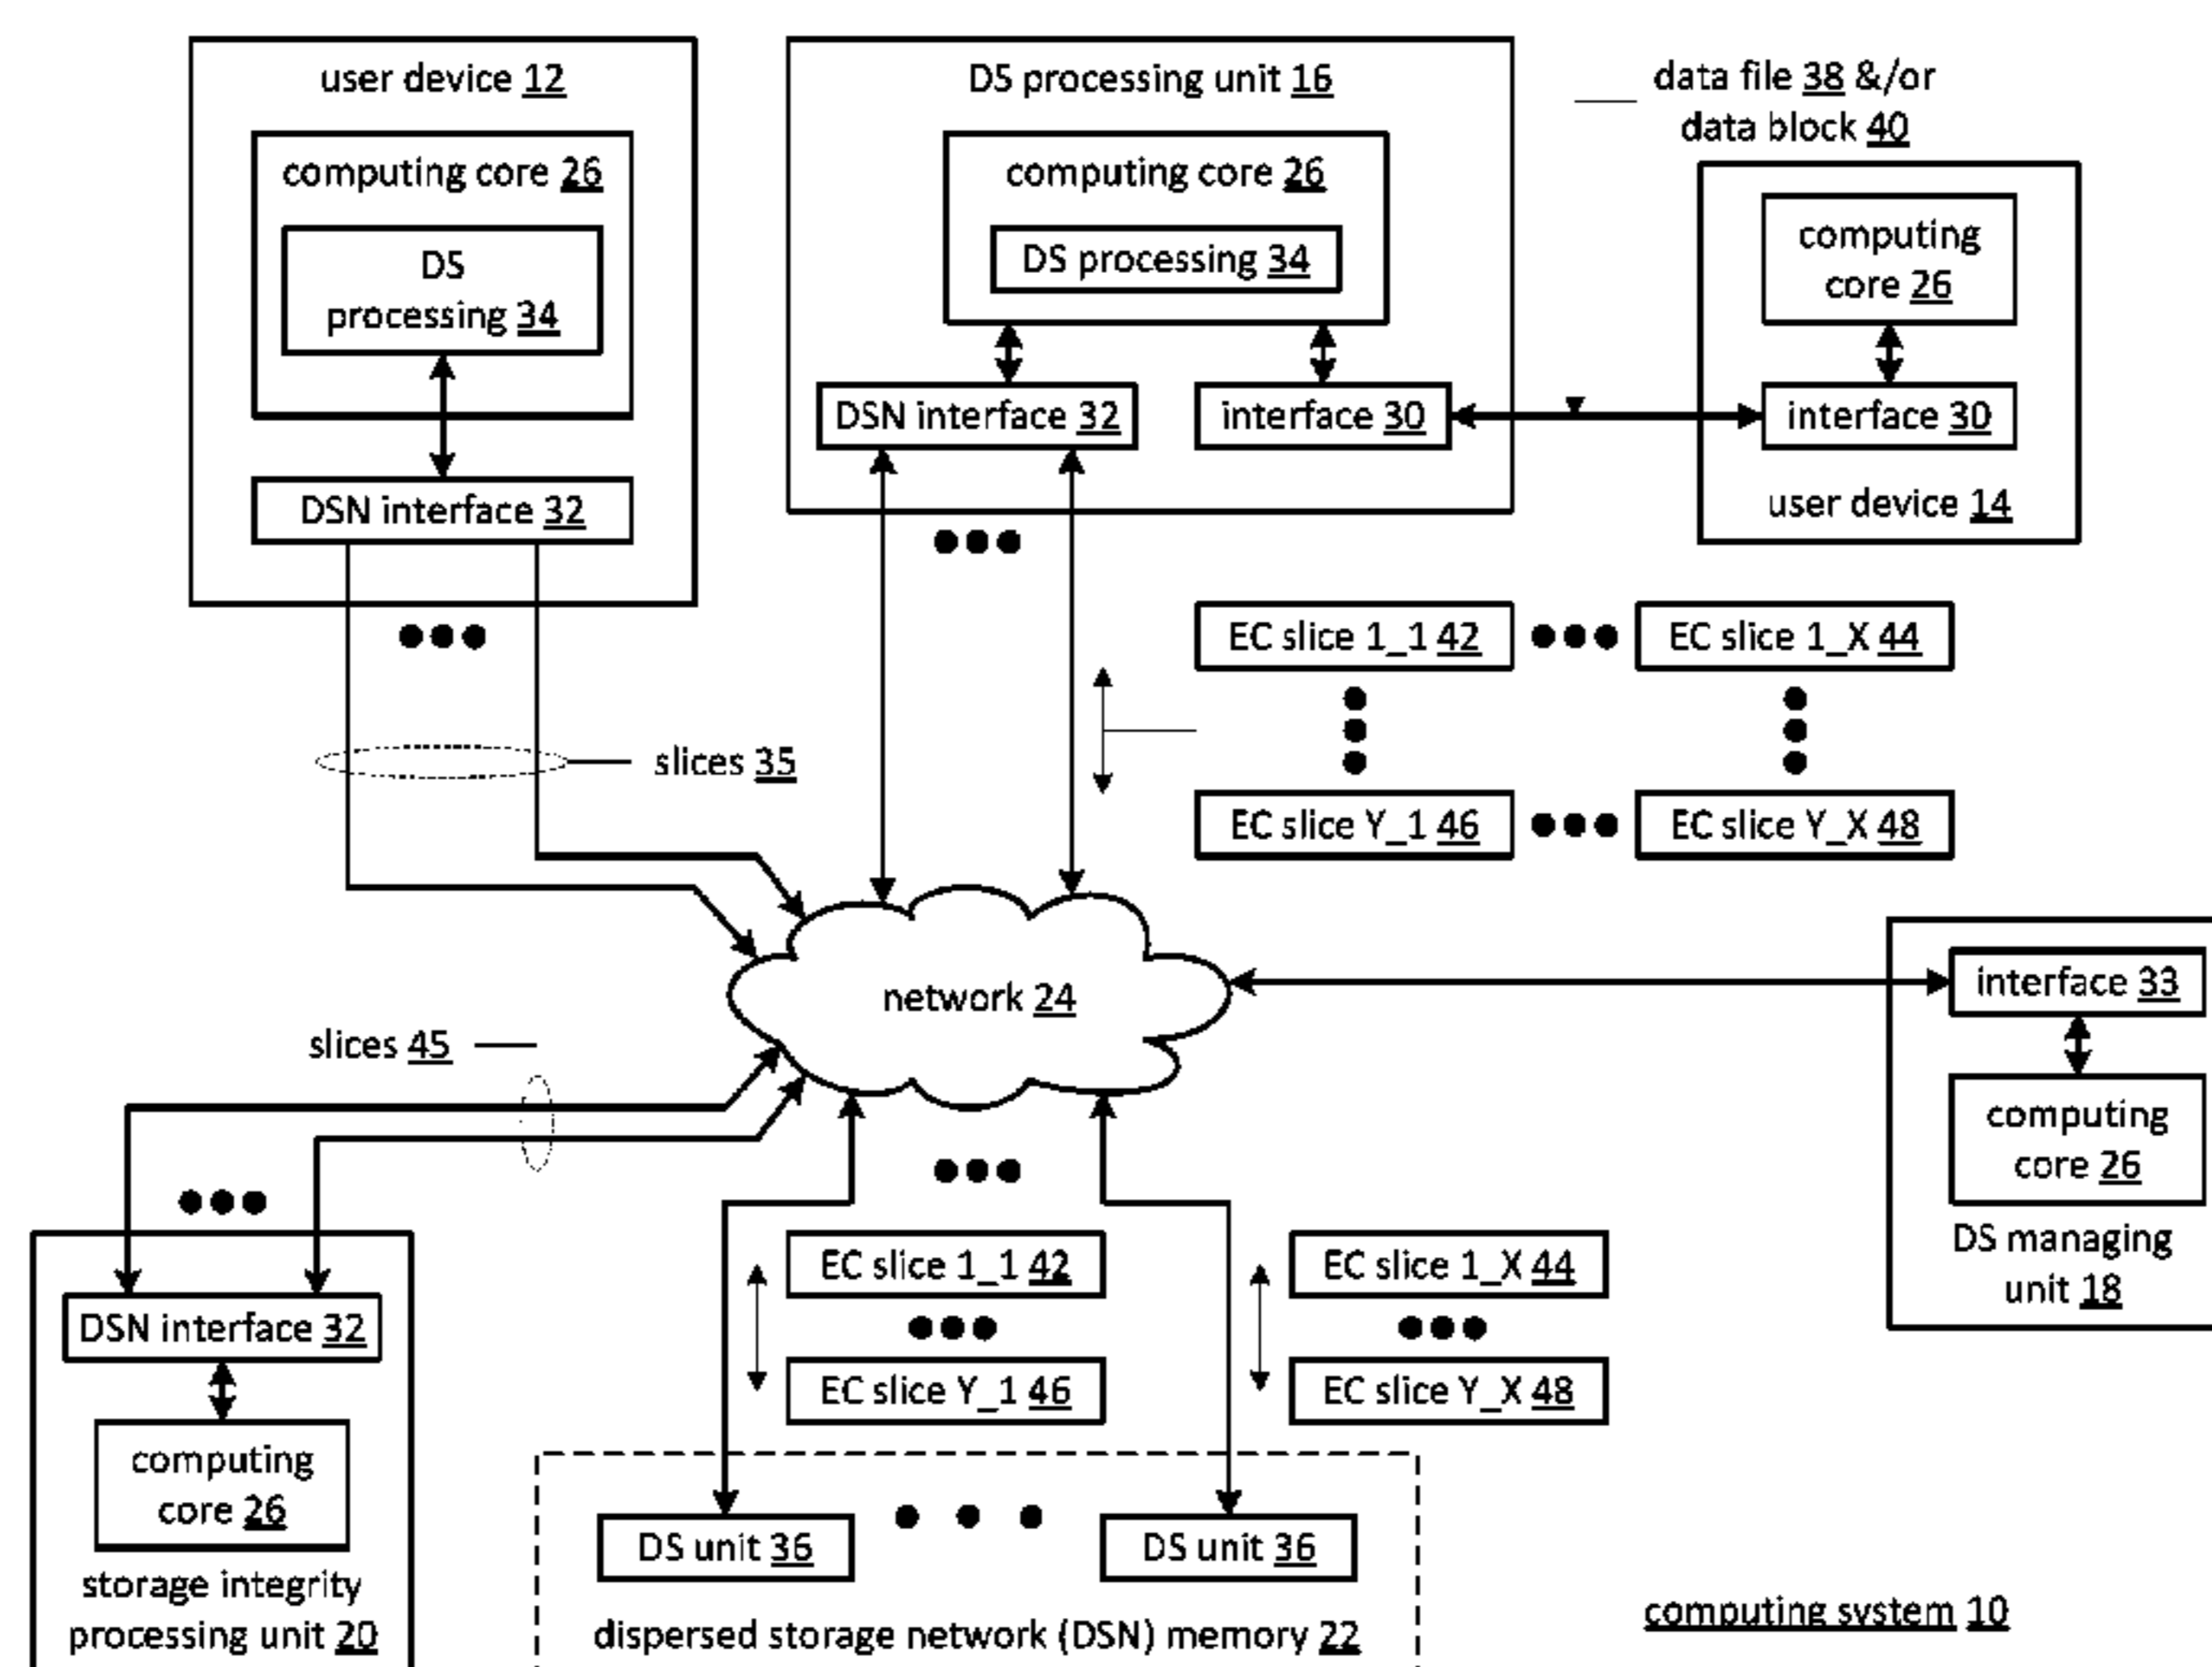 user device 12
computing core 26
DS
processing 34
DSN interface 32
DS processing unit 16
computing core 26
DS processing 34
DSN interface 32
interface 30
data file 38 &/or
data block 40
computing
core 26
interface 30
user device 14
EC slice 1_1 42
EC slice 1_X 44
EC slice Y_1 46
EC slice Y_X 48
slices 35
network 24
interface 33
computing
core 26
DS managing
unit 18
slices 45
DSN interface 32
computing
core 26
storage integrity
processing unit 20
EC slice 1_1 42
EC slice Y_1 46
EC slice 1_X 44
EC slice Y_X 48
DS unit 36
DS unit 36
dispersed storage network (DSN) memory 22
computing system 10